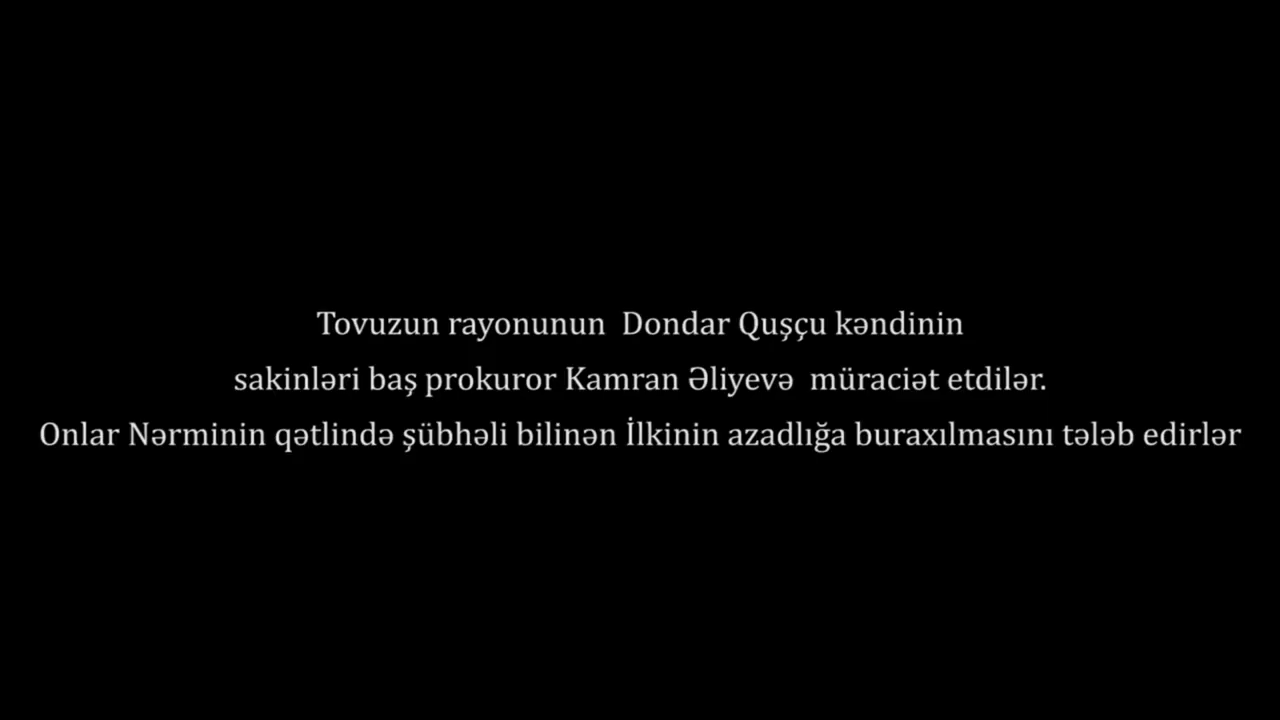 Tovuzun rayonunun Dondar Quşçu kəndinin
sakinləri baş prokuror Kamran Əliyevə müraciət etdilər.
Onlar Nərminin qətlində şübhəli bilinən İlkinin azadlığa buraxılmasını tələb edirlər